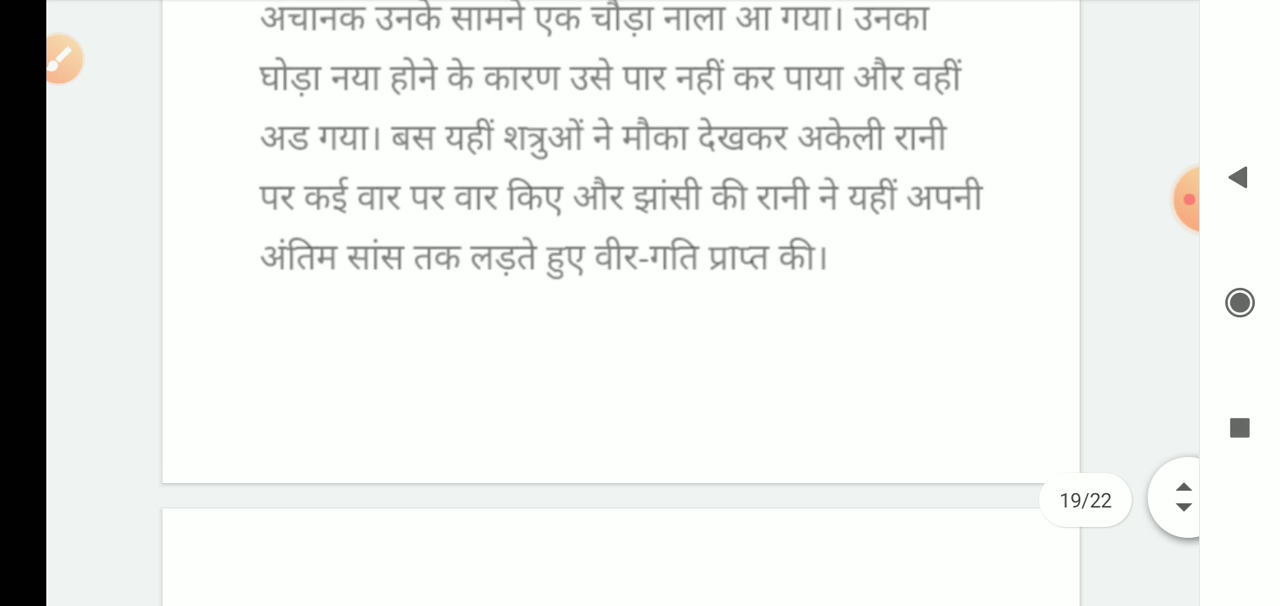 अचानक उनके सामने एक चौड़ा नाला आ गया। उनका
घोड़ा नया होने के कारण उसे पार नहीं कर पाया और वहीं
अड गया। बस यहीं शत्रुओं ने मौका देखकर अकेली रानी
पर कई वार पर वार किए और झांसी की रानी ने यहीं अपनी
अंतिम सांस तक लड़ते हुए वीर-गति प्राप्त की।
19/22